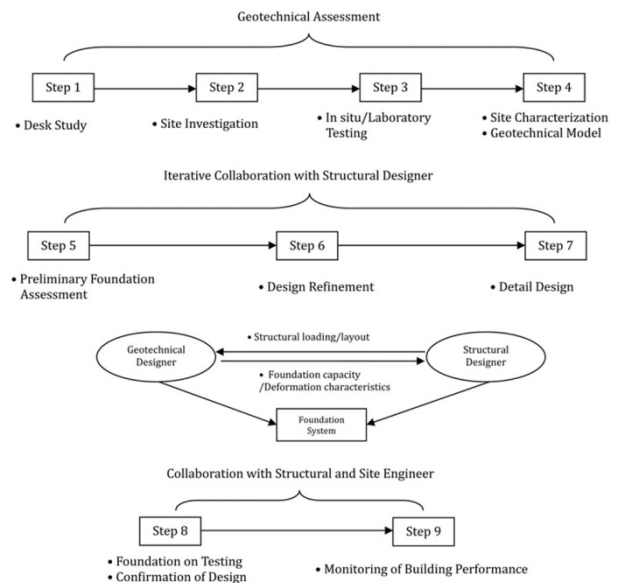 Geotechnical Assessment
Step 1
Step 2
Step 3
Step 4
• Desk Study
• Site Investigation
• In situ/Laboratory
Testing
• Site Characterization
• Geotechnical Model
Iterative Collaboration with Structural Designer
Step 5
Step 6
Step 7
• Preliminary Foundation
Assessment
• Design Refinement
• Detail Design
• Structural loading/layout
Geotechnical
Designer
Structural
Designer
• Foundation capacity
/Deformation characteristics
Foundation
System
Collaboration with Structural and Site Engineer
Step 8
Step 9
• Foundation on Testing
• Confirmation of Design
• Monitoring of Building Performance